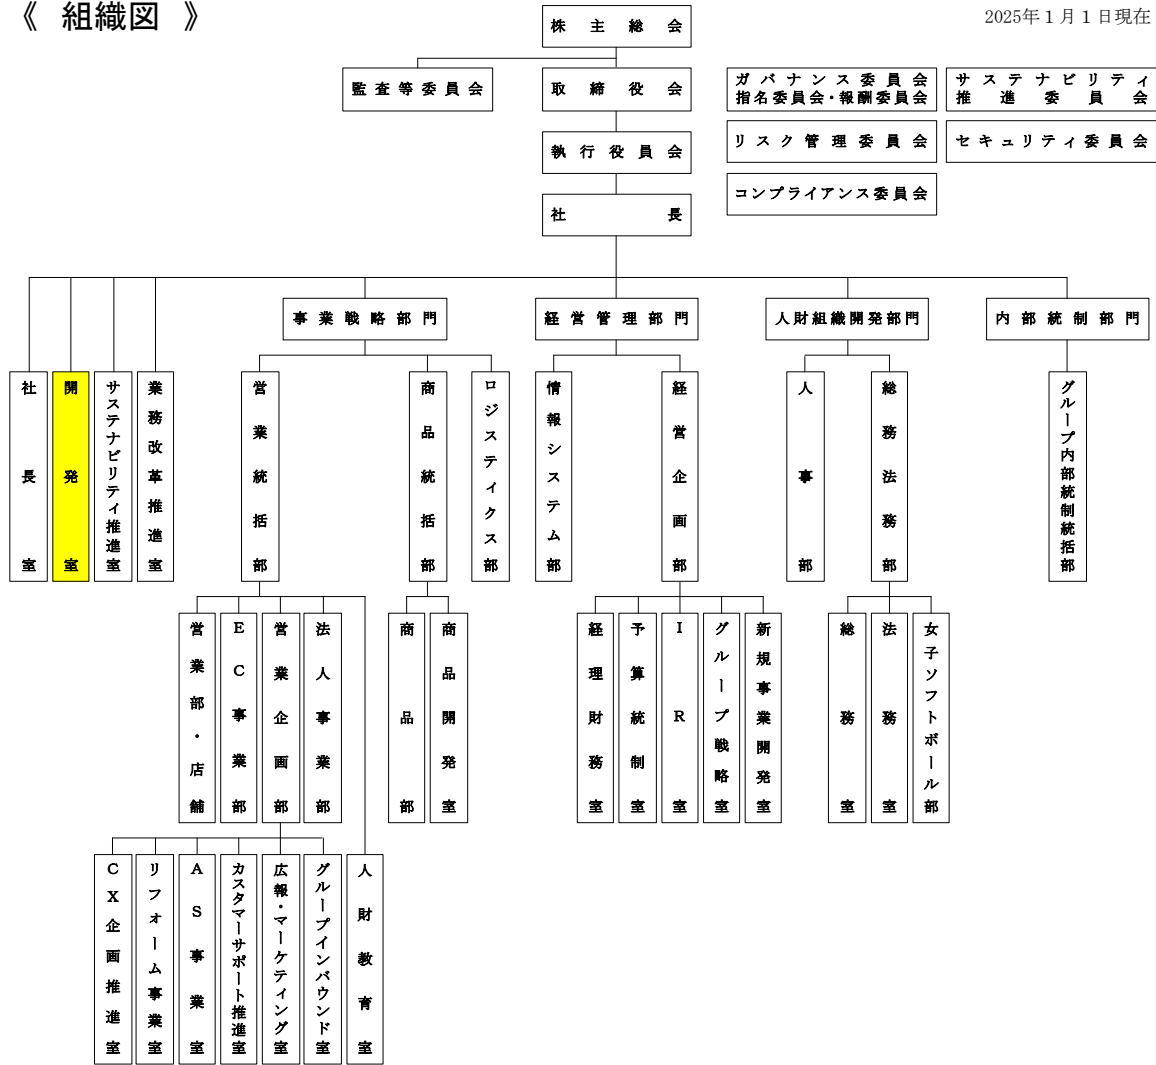 《 組織図 》
2025年１月１日現在
株主総会
監査等委員会
取締役会
ガバナンス委員会
指名委員会・報酬委員会
サステナビリティ
推進委員会
執行役員会
リスク管理委員会
セキュリティ委員会
コンプライアンス委員会
社長
事業戦略部門
経営管理部門
人財組織開発部門
内部統制部門
社長室
開発室
サステナビリティ推進室
業務改革推進室
営業統括部
商品統括部
ロジスティクス部
情報システム部
経営企画部
人事部
総務法務部
グループ内部統制統括部
営業部・店舗
ＥＣ事業部
営業企画部
法人事業部
商品部
商品開発室
経理財務室
予算統制室
ＩＲ室
グループ戦略室
新規事業開発室
総務室
法務室
女子ソフトボール部
ＣＸ企画推進室
リフォーム事業室
ＡＳ事業室
カスタマーサポート推進室
広報・マーケティング室
グループインバウンド室
人財教育室